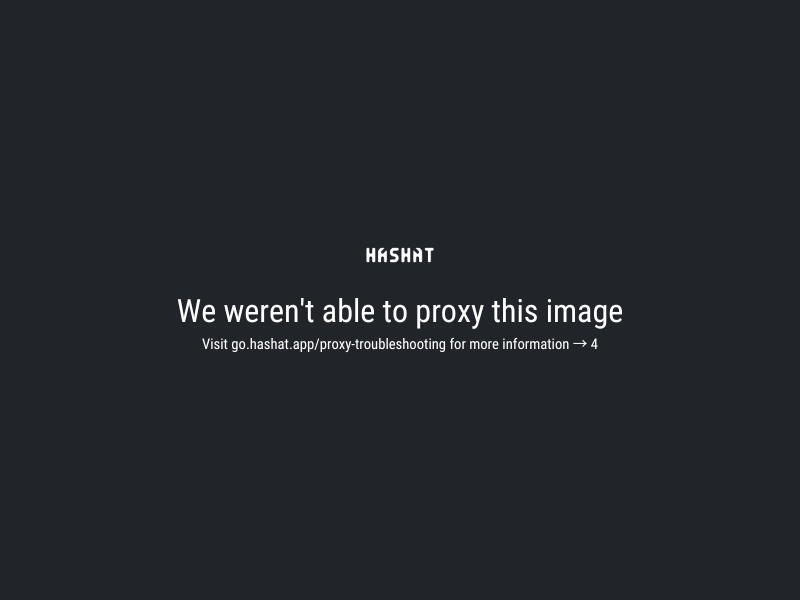 HASHAT
We weren't able to proxy this image
Visit go.hashat.app/proxy-troubleshooting for more information → 4